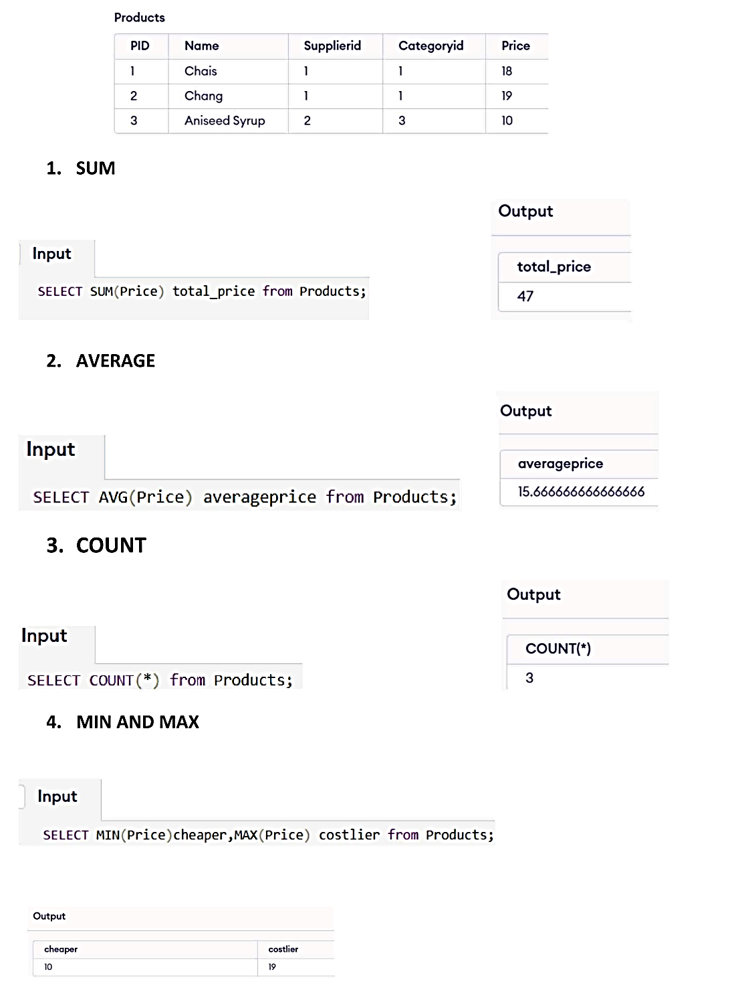 Products
PID Name Supplierid Categoryid Price
1 Chais 1 1 18
2 Chang 1 1 19
3 Aniseed Syrup 2 3 10
1. SUM
Output
Input
total_price
SELECT SUM(Price) total_price from Products;
47
2. AVERAGE
Output
Input
averageprice
SELECT AVG(Price) averageprice from Products;
15.666666666666666
3. COUNT
Output
Input
COUNT(*)
SELECT COUNT(*) from Products;
3
4. MIN AND MAX
Input
SELECT MIN(Price)cheaper,MAX(Price) costlier from Products;
Output
cheaper costlier
10 19